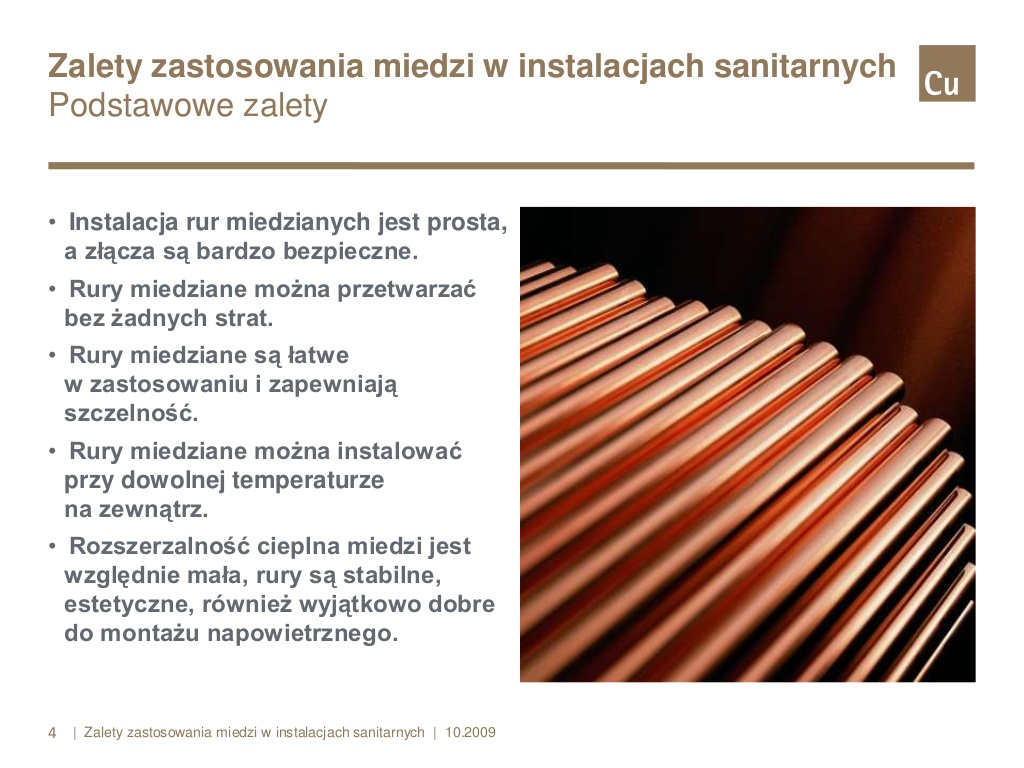 Zalety zastosowania miedzi w instalacjach sanitarnych
Podstawowe zalety
Cu
• Instalacja rur miedzianych jest prosta,
a złącza są bardzo bezpieczne.
• Rury miedziane można przetwarzać
bez żadnych strat.
• Rury miedziane są łatwe
w zastosowaniu i zapewniają
szczelność.
• Rury miedziane można instalować
przy dowolnej temperaturze
na zewnątrz.
• Rozszerzalność cieplna miedzi jest
względnie mała, rury są stabilne,
estetyczne, również wyjątkowo dobre
do montażu napowietrznego.
4 | Zalety zastosowania miedzi w instalacjach sanitarnych | 10.2009